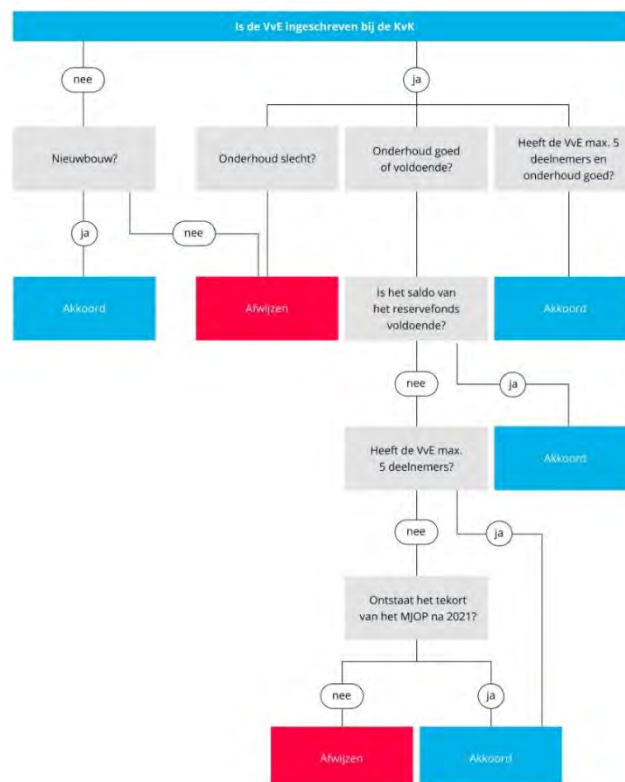 Is de VvE ingeschreven bij de KvK
nee
ja
Nieuwbouw?
Onderhoud slecht?
Onderhoud goed
of voldoende?
Heeft de VvE max. 5
deelnemers en
onderhoud goed?
ja
nee
Akkoord
Afwijzen
is het saldo van
het reservefonds
voldoende?
Akkoord
nee
ja
Heeft de VvE max.
5 deelnemers?
Akkoord
nee
ja
Ontstaat het tekort
van het MJOP na 2021?
nee
ja
Afwijzen
Akkoord